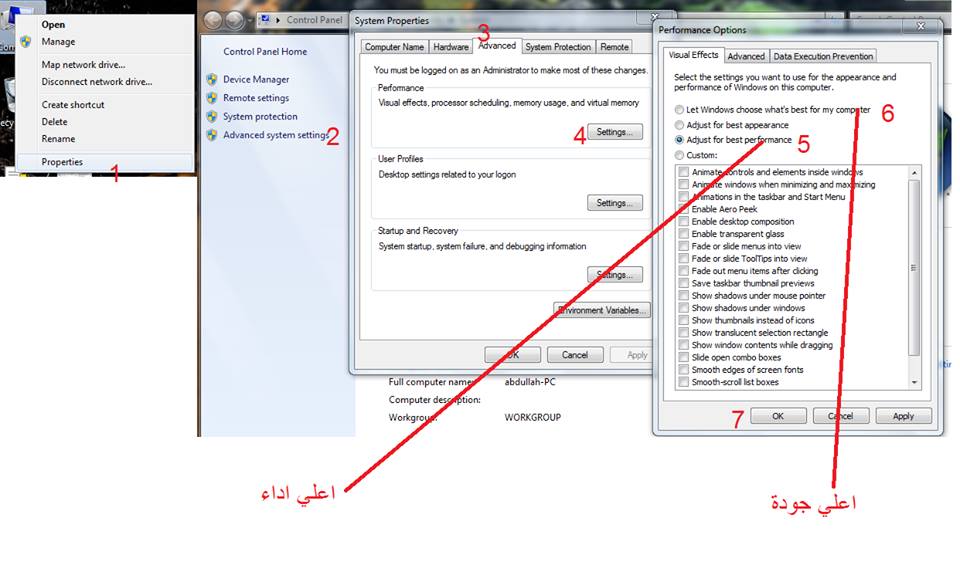 Open
Manage
Map network drive...
Disconnect network drive...
Create shortcut
Delete
Rename
Properties
1
Control Panel
Control Panel Home
Device Manager
Remote settings
System protection
Advanced system settings
2
System Properties
3
Computer Name
Hardware
Advanced
System Protection
Remote
You must be logged on as an Administrator to make most of these changes.
Performance
Visual effects, processor scheduling, memory usage, and virtual memory
4
Settings...
User Profiles
Desktop settings related to your logon
Settings...
Startup and Recovery
System startup, system failure, and debugging information
Settings...
Environment Variables...
OK
Cancel
Apply
Full computer name:
abdullah-PC
Computer description:
Workgroup:
WORKGROUP
Performance Options
Visual Effects
Advanced
Data Execution Prevention
Select the settings you want to use for the appearance and
performance of Windows on this computer.
Let Windows choose what's best for my computer
6
Adjust for best appearance
Adjust for best performance
5
Custom:
Animate controls and elements inside windows
Animate windows when minimizing and maximizing
Animations in the taskbar and Start Menu
Enable Aero Peek
Enable desktop composition
Enable transparent glass
Fade or slide menus into view
Fade or slide ToolTips into view
Fade out menu items after clicking
Save taskbar thumbnail previews
Show shadows under mouse pointer
Show shadows under windows
Show thumbnails instead of icons
Show translucent selection rectangle
Show window contents while dragging
Slide open combo boxes
Smooth edges of screen fonts
Smooth-scroll list boxes
7
OK
Cancel
Apply
اعلي اداء
اعلي جودة